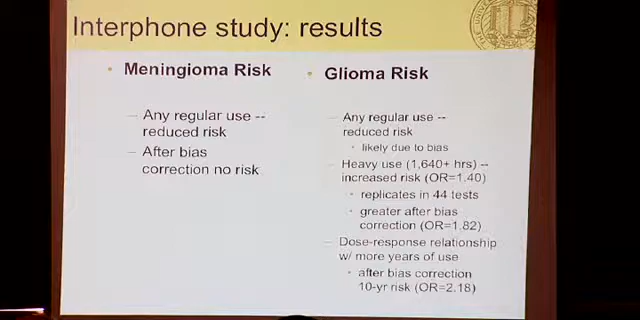 Interphone study: results
• Meningioma Risk
– Any regular use --
reduced risk
– After bias
correction no risk
• Glioma Risk
– Any regular use --
reduced risk
• likely due to bias
– Heavy use (1,640+ hrs) --
increased risk (OR=1.40)
• replicates in 44 tests
• greater after bias
correction (OR=1.82)
– Dose-response relationship
w/ more years of use
• after bias correction
10-yr risk (OR=2.18)